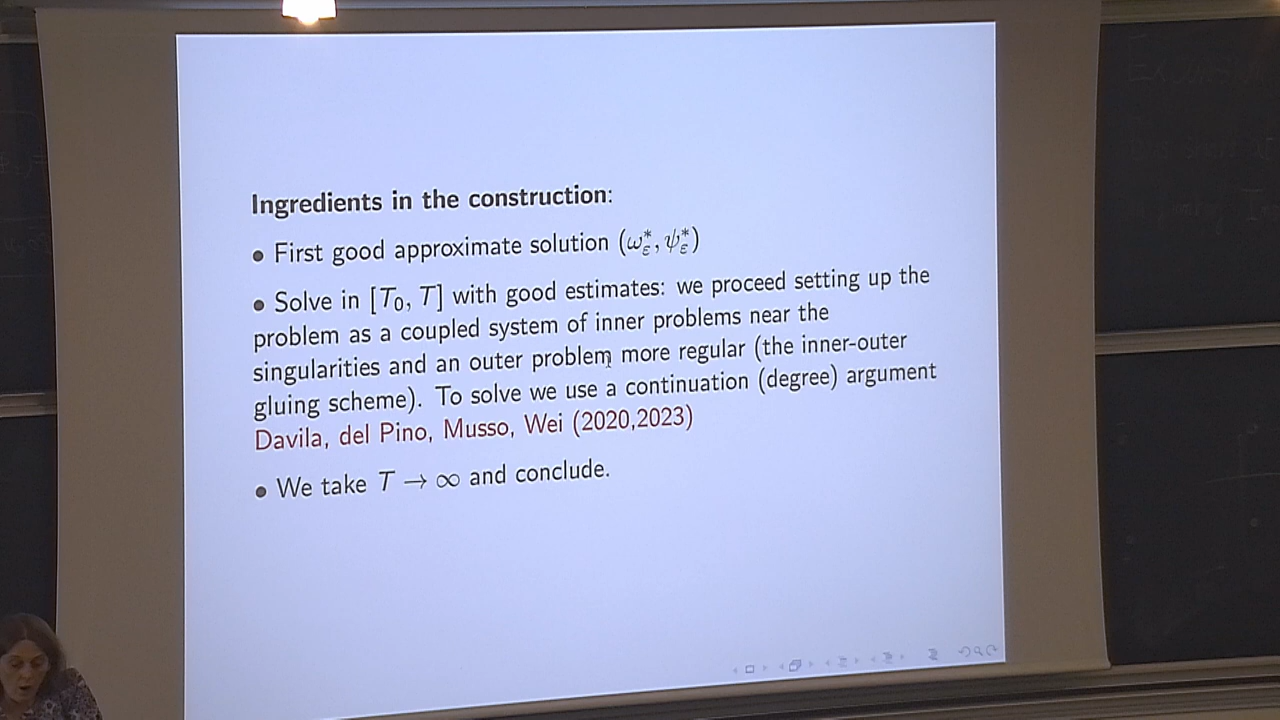 Ingredients in the construction:
• First good approximate solution (ω*ε, ψ*ε)
• Solve in [T₀, T] with good estimates: we proceed setting up the
problem as a coupled system of inner problems near the
singularities and an outer problem more regular (the inner-outer
gluing scheme). To solve we use a continuation (degree) argument
Davila, del Pino, Musso, Wei (2020,2023)
• We take T → ∞ and conclude.